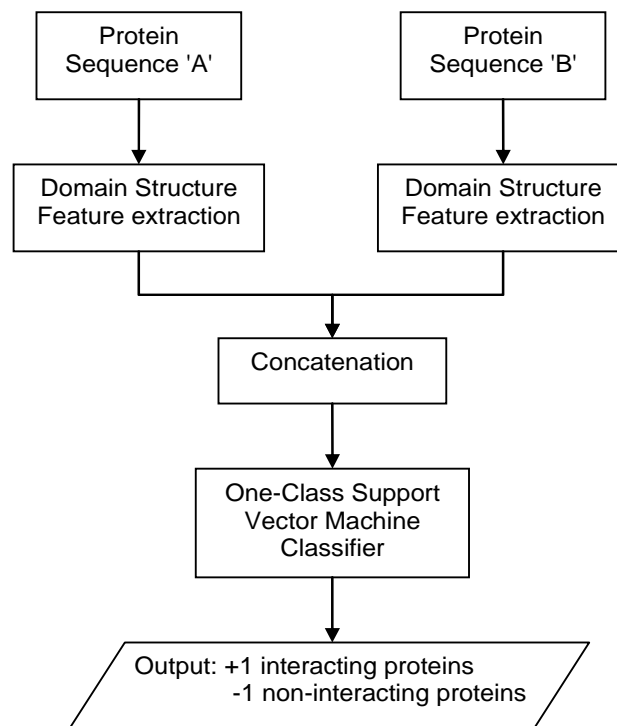 Protein
Sequence 'A'
Protein
Sequence 'B'
Domain Structure
Feature extraction
Domain Structure
Feature extraction
Concatenation
One-Class Support
Vector Machine
Classifier
Output: +1 interacting proteins
-1 non-interacting proteins